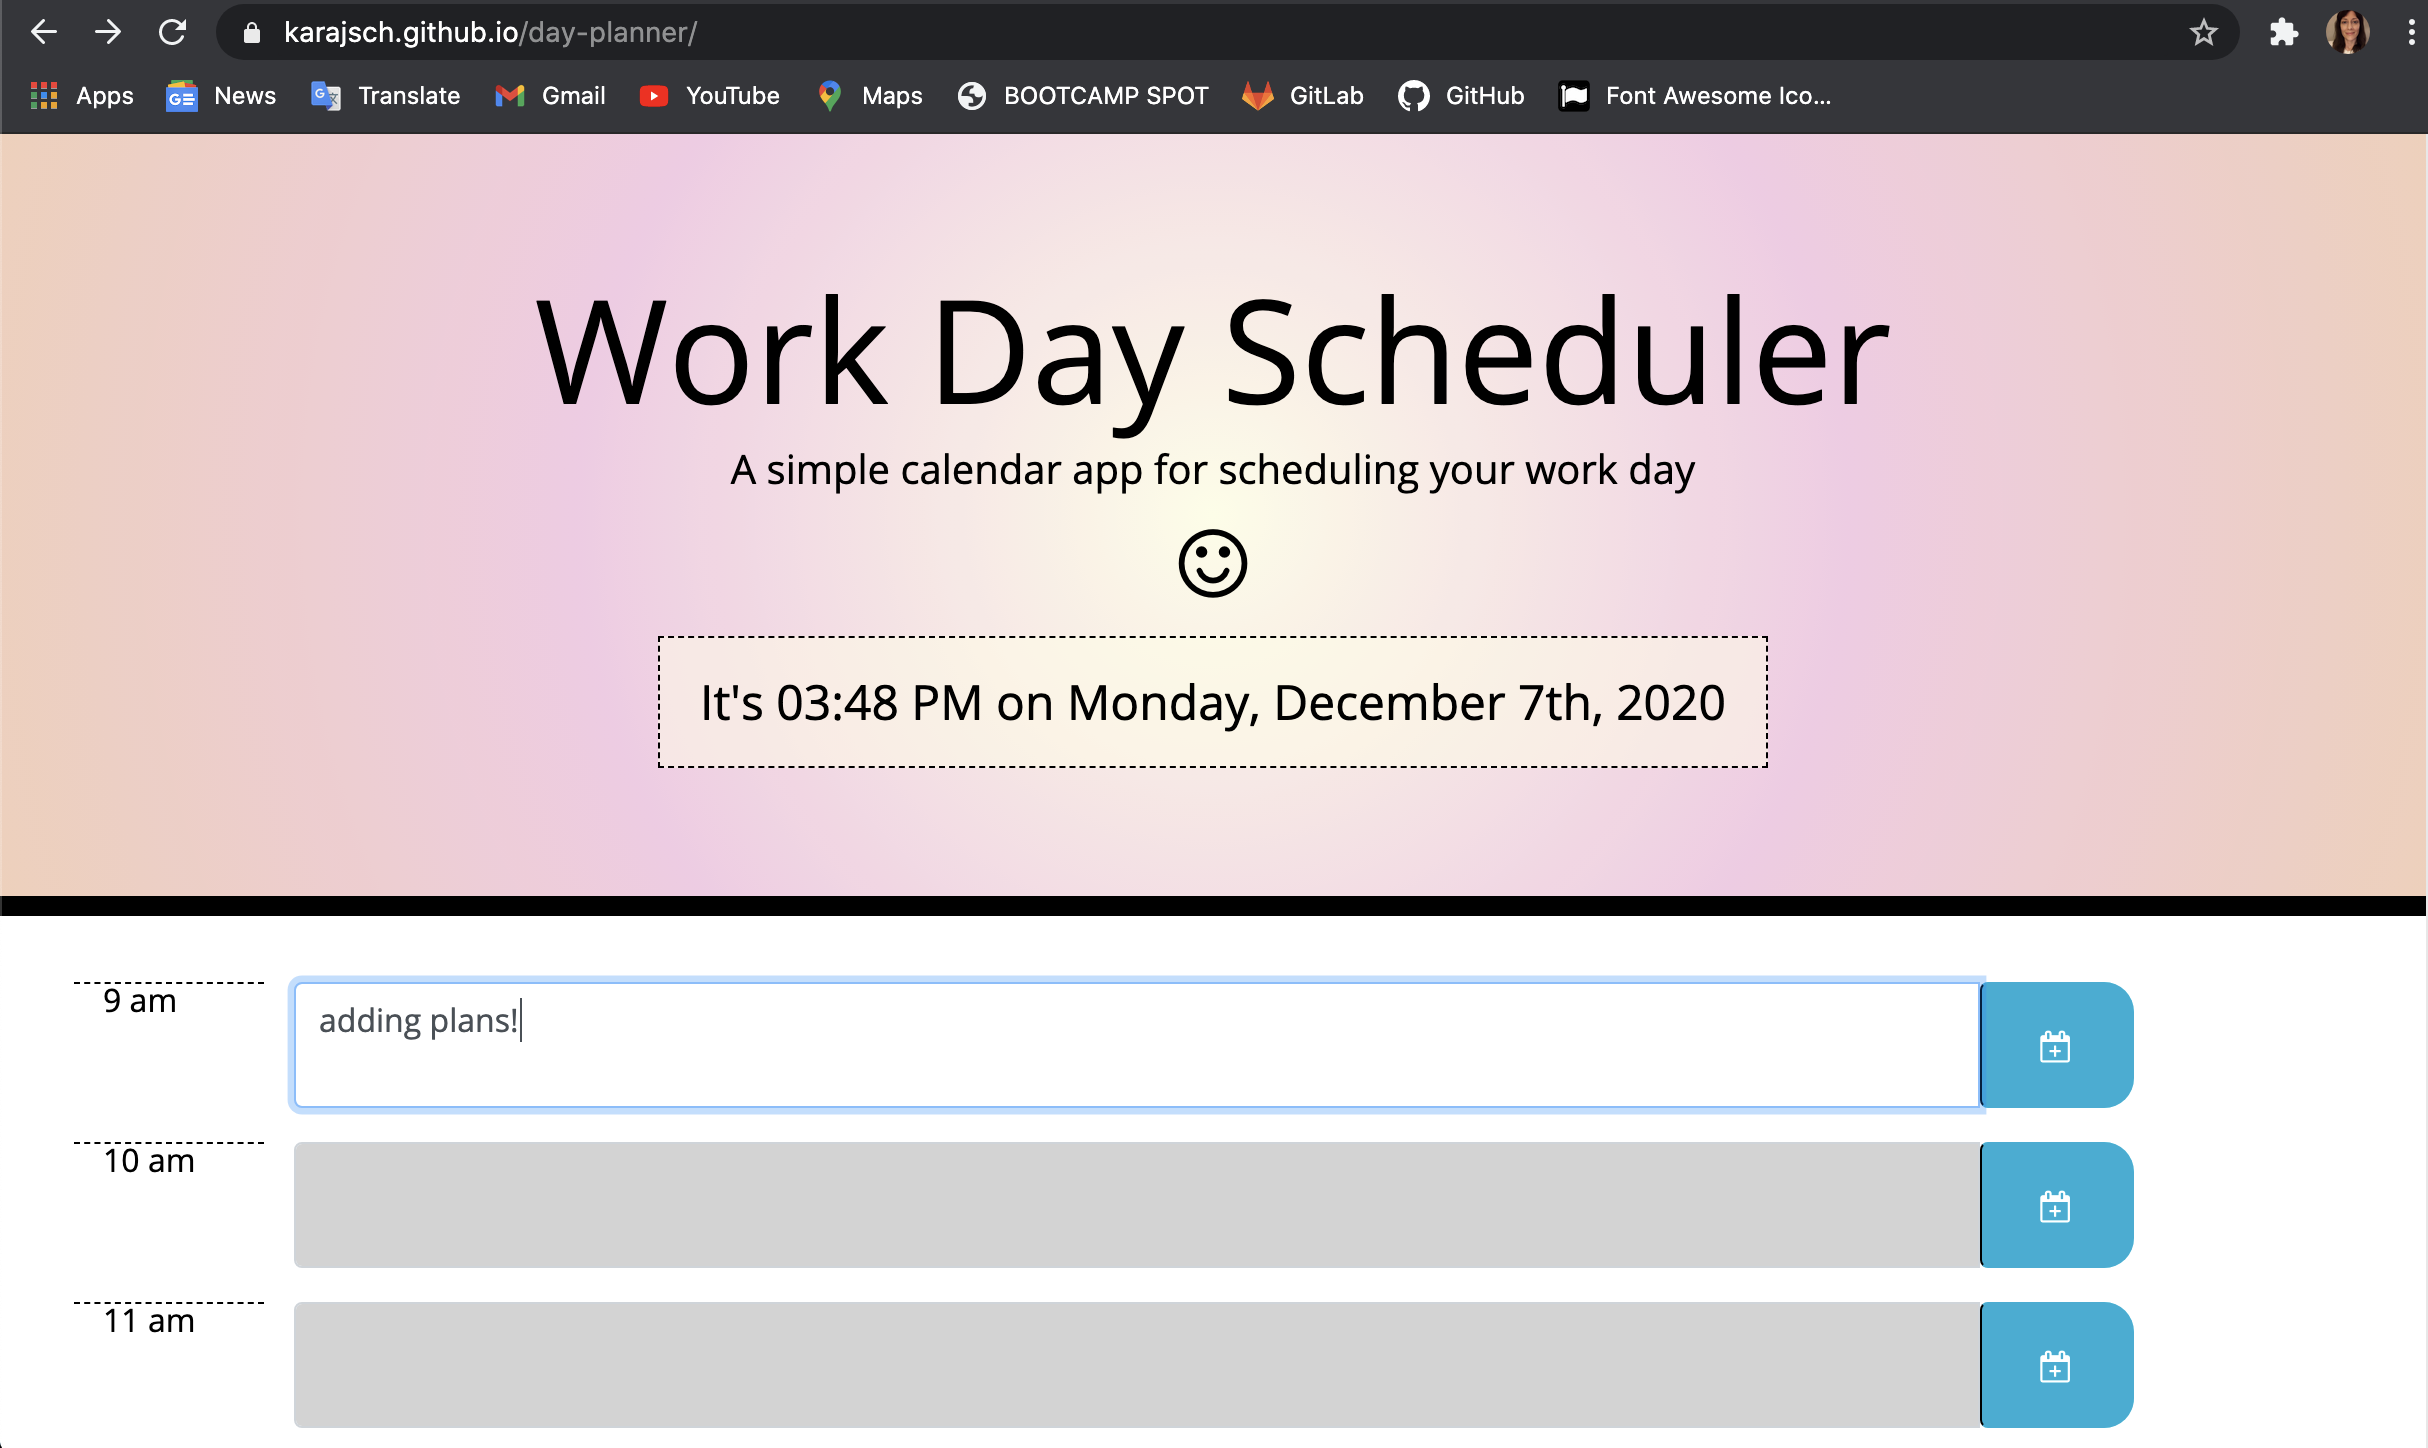 karajsch.github.io/day-planner/
Apps News Translate Gmail YouTube Maps BOOTCAMP SPOT GitLab GitHub Font Awesome Ico...
Work Day Scheduler
A simple calendar app for scheduling your work day
It's 03:48 PM on Monday, December 7th, 2020
9 am
adding plans!
10 am
11 am